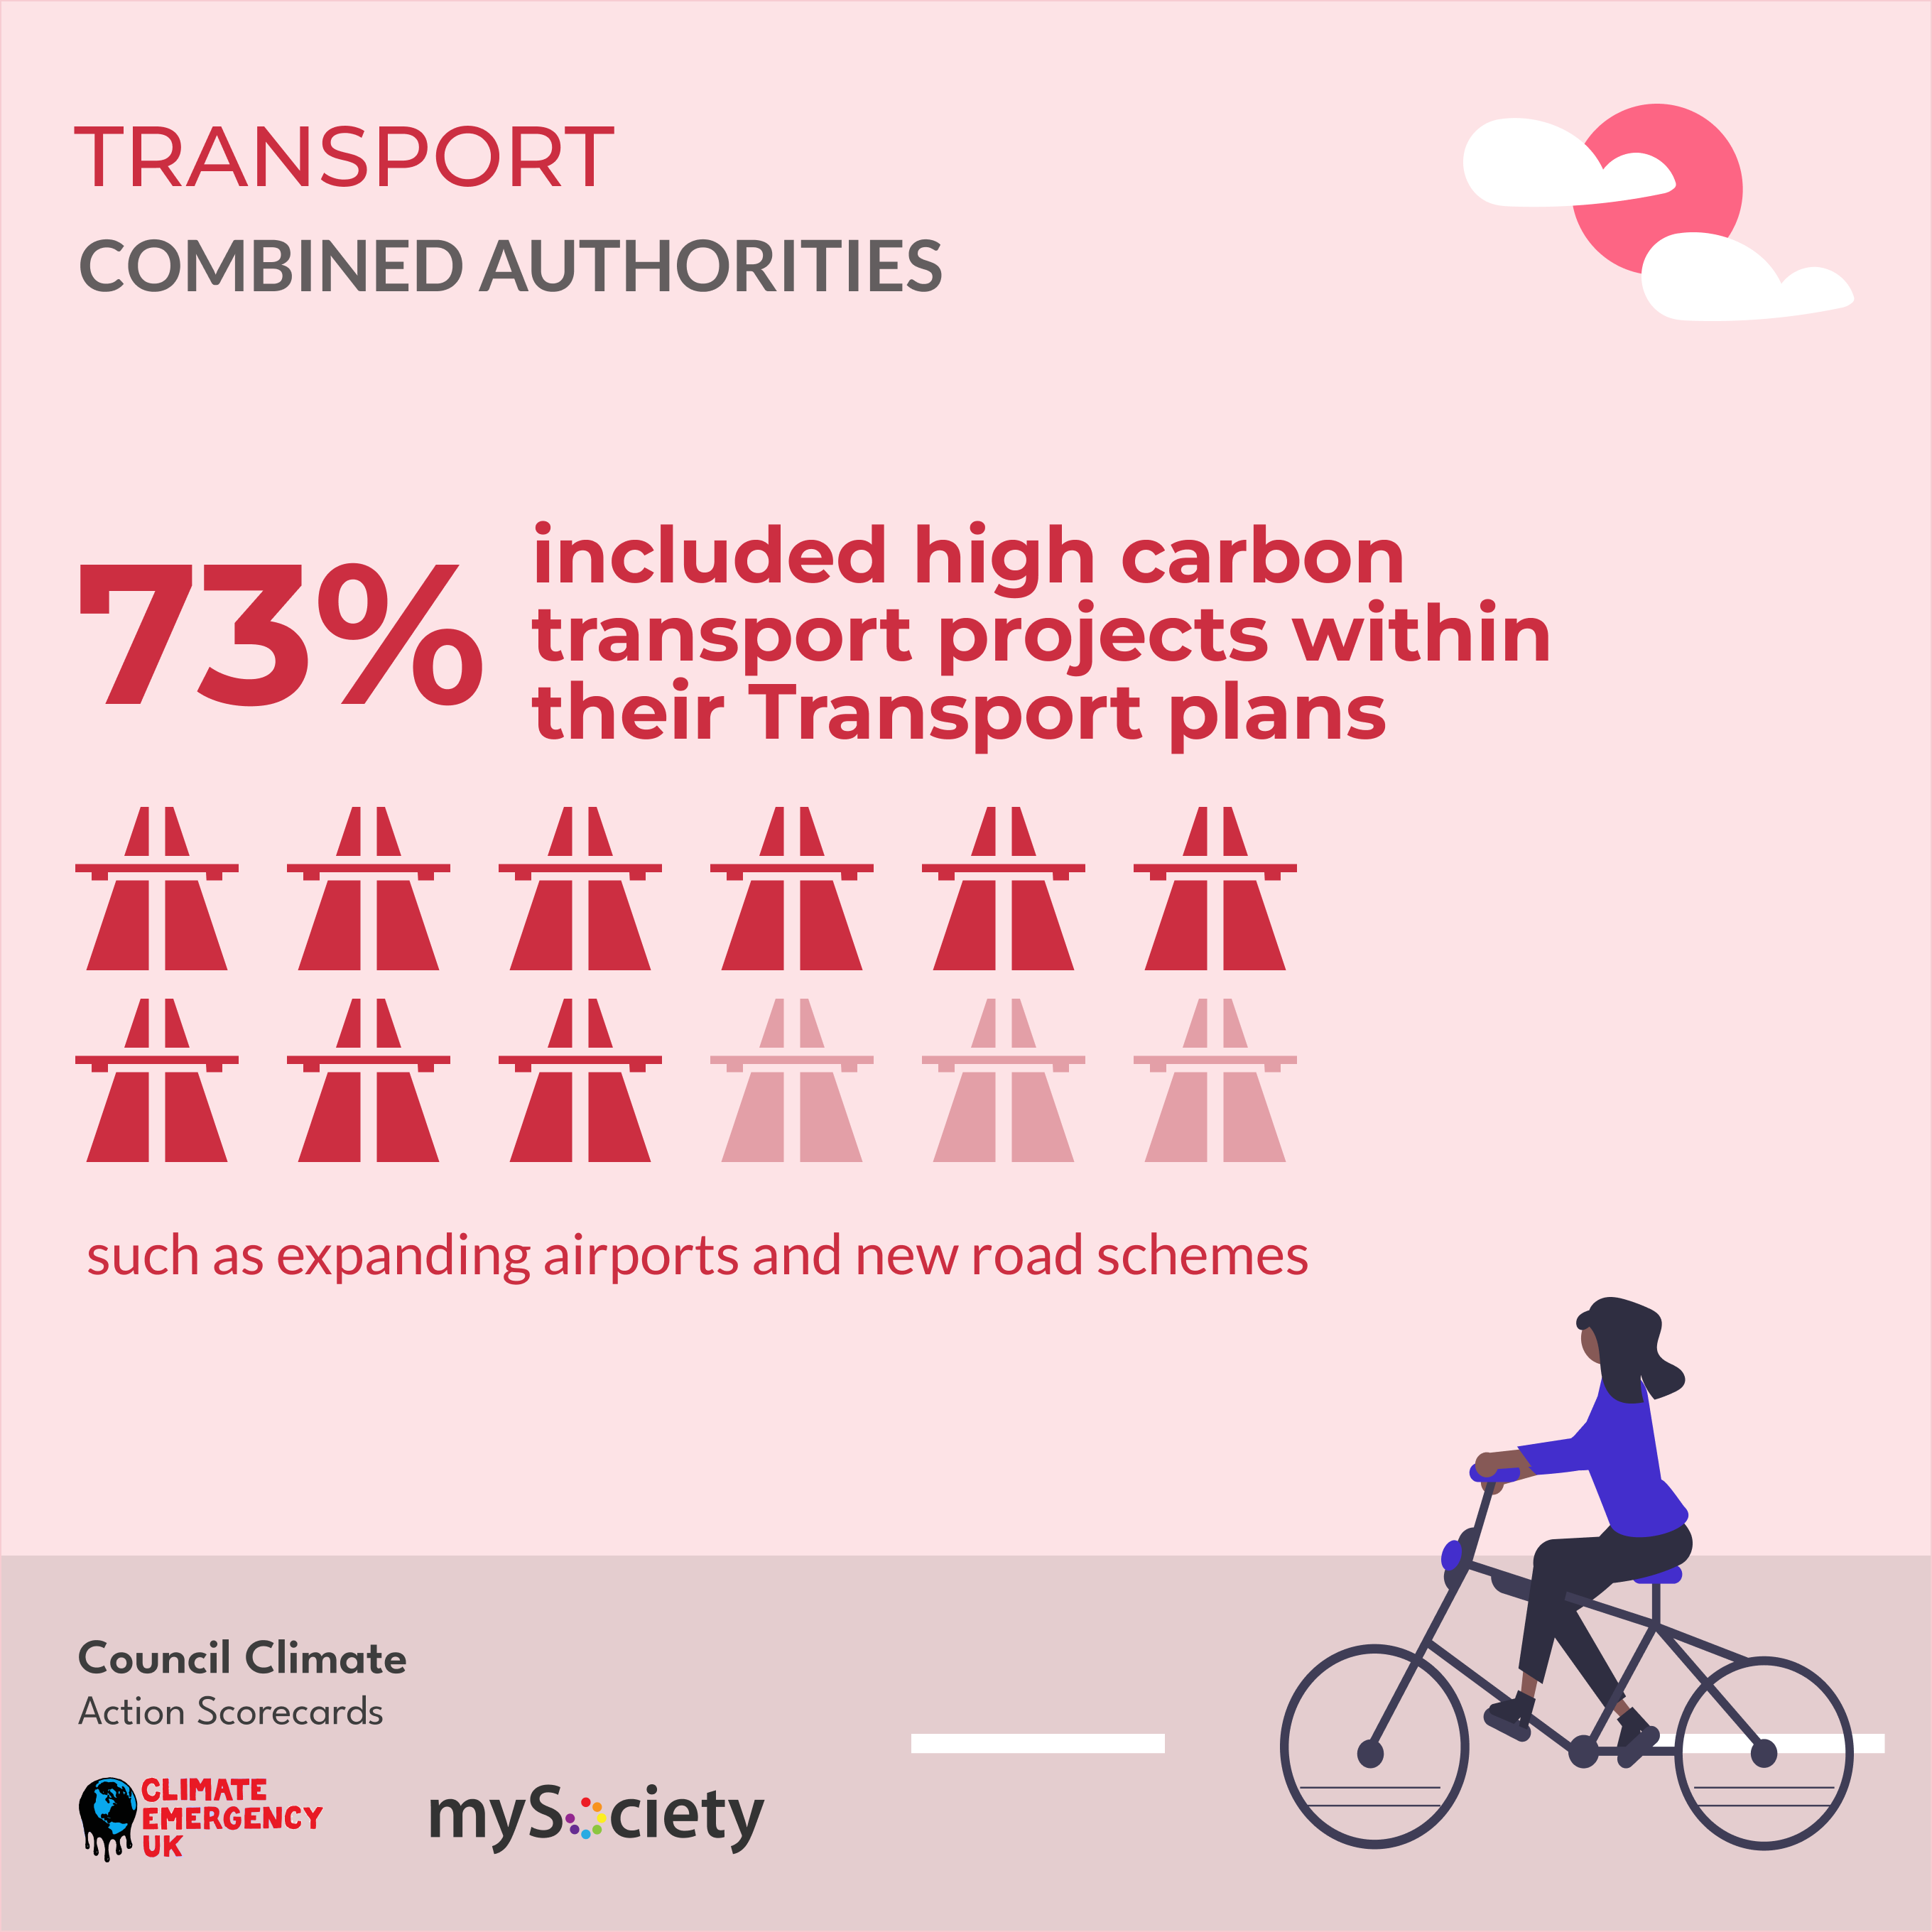 TRANSPORT
COMBINED AUTHORITIES
73%
included high carbon
transport projects within
their Transport plans
such as expanding airports and new road schemes
Council Climate
Action Scorecards
CLIMATE
EMERGENCY
UK
mySociety